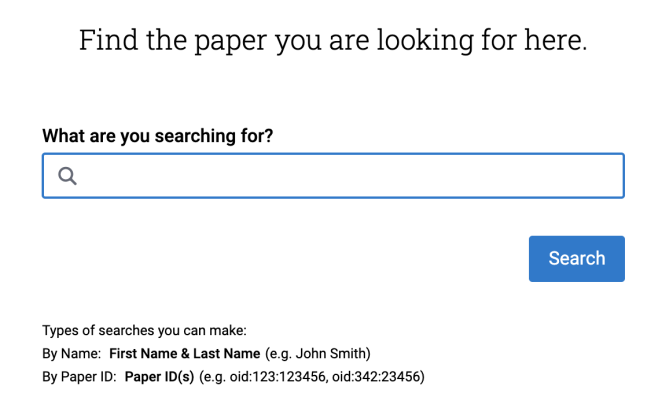 Find the paper you are looking for here.
What are you searching for?
Search
Types of searches you can make:
By Name: First Name & Last Name (e.g. John Smith)
By Paper ID: Paper ID(s) (e.g. oid:123:123456, oid:342:23456)